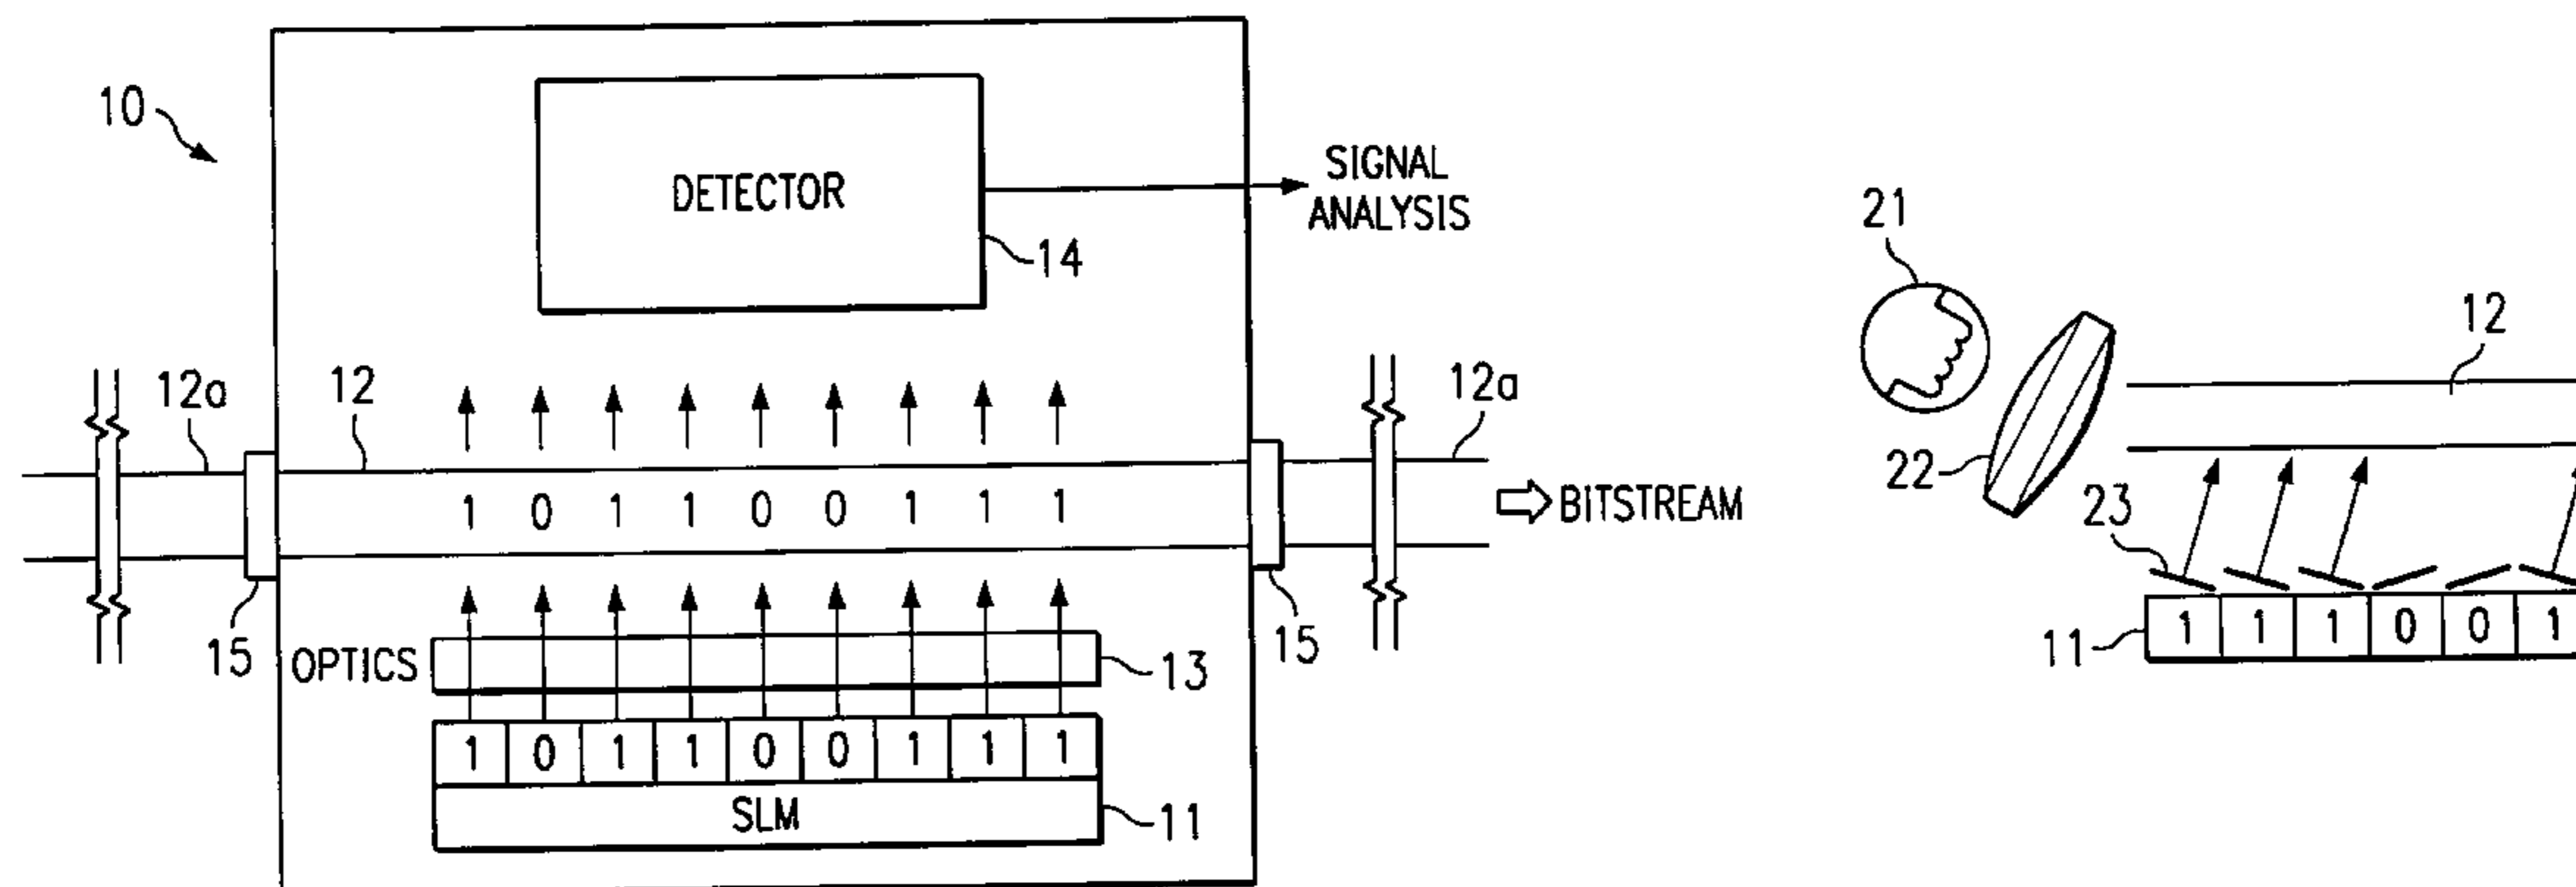 10
DETECTOR
SIGNAL
ANALYSIS
14
12a
12
12a
1 0 1 1 0 0 1 1 1
BITSTREAM
15
OPTICS
13
15
1 0 1 1 0 0 1 1 1
SLM
11
21
12
22
23
11
1 1 1 0 0 1